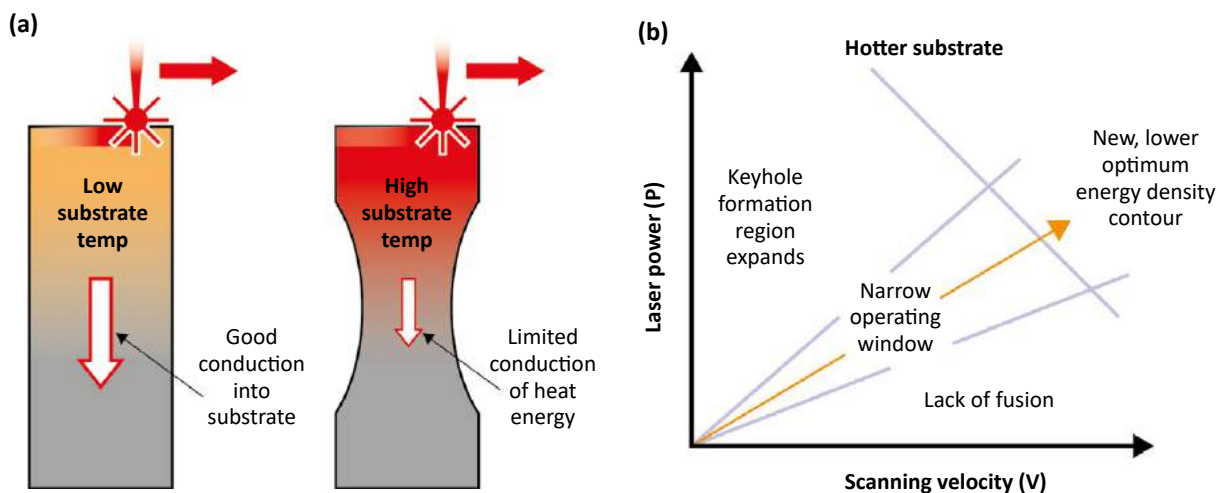 (a)
Low
substrate
temp
Good
conduction
into
substrate
High
substrate
temp
Limited
conduction
of heat
energy
(b)
Hotter substrate
Laser power (P)
Keyhole
formation
region
expands
New, lower
optimum
energy density
contour
Narrow
operating
window
Lack of fusion
Scanning velocity (V)